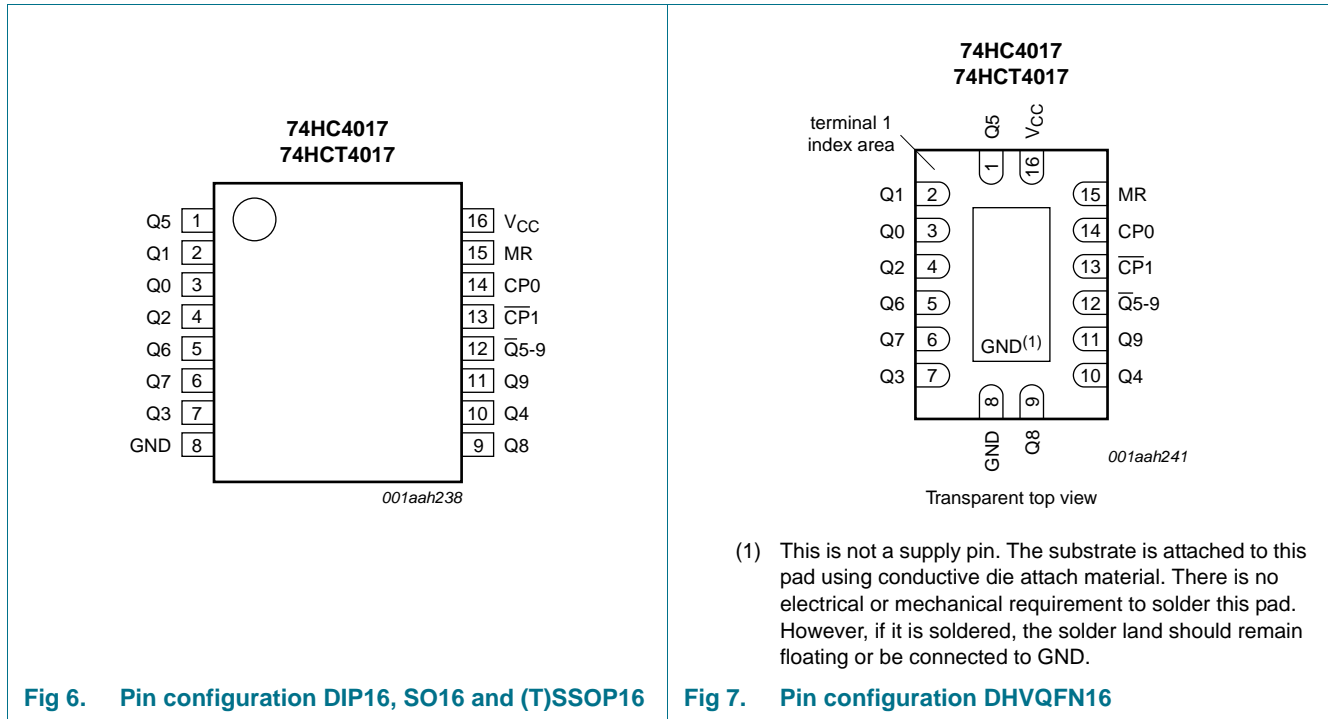 74HC4017
74HCT4017
Q5 1
Q1 2
Q0 3
Q2 4
Q6 5
Q7 6
Q3 7
GND 8
16 VCC
15 MR
14 CP0
13 C̅P̅1
12 Q̅5-9
11 Q9
10 Q4
9 Q8
001aah238
Fig 6. Pin configuration DIP16, SO16 and (T)SSOP16
74HC4017
74HCT4017
terminal 1
index area
Q5
VCC
1
16
Q1 2
Q0 3
Q2 4
Q6 5
Q7 6
Q3 7
15 MR
14 CP0
13 C̅P̅1
12 Q̅5-9
11 Q9
10 Q4
GND(1)
8
9
GND
Q8
001aah241
Transparent top view
(1) This is not a supply pin. The substrate is attached to this
pad using conductive die attach material. There is no
electrical or mechanical requirement to solder this pad.
However, if it is soldered, the solder land should remain
floating or be connected to GND.
Fig 7. Pin configuration DHVQFN16